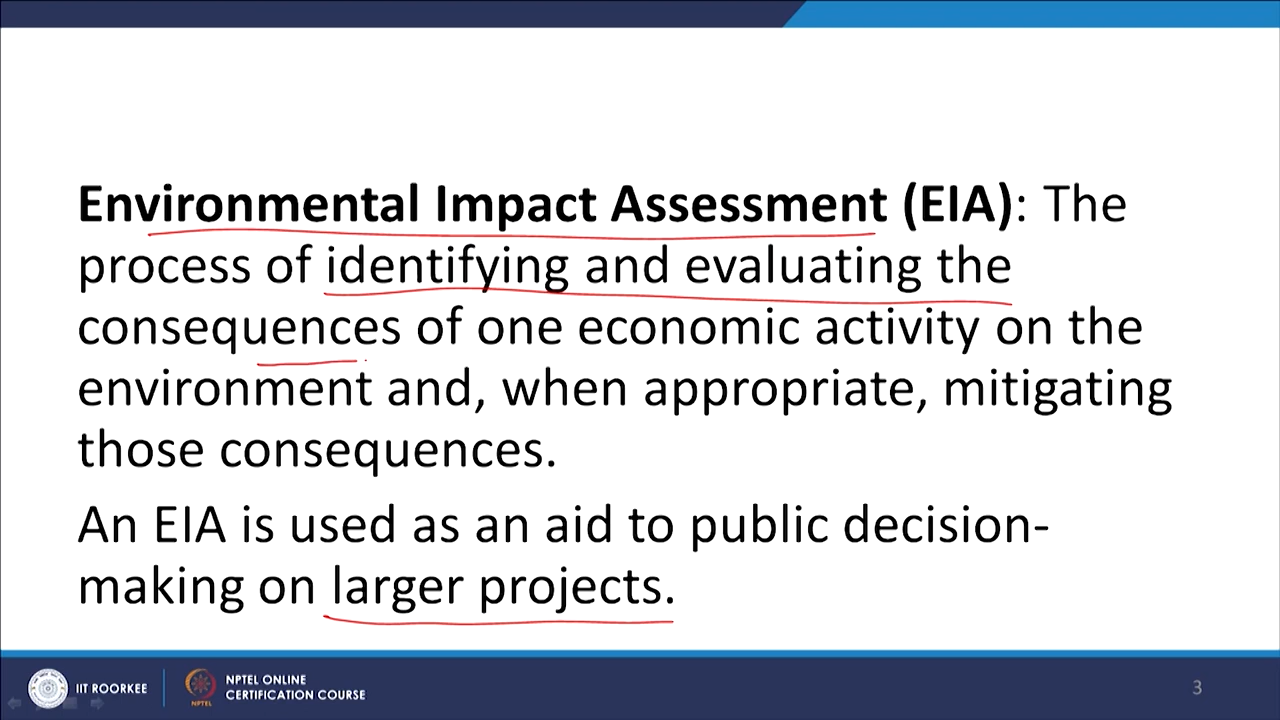 Environmental Impact Assessment (EIA): The
process of identifying and evaluating the
consequences of one economic activity on the
environment and, when appropriate, mitigating
those consequences.
An EIA is used as an aid to public decision-
making on larger projects.
IIT ROORKEE
NPTEL
NPTEL ONLINE
CERTIFICATION COURSE
3